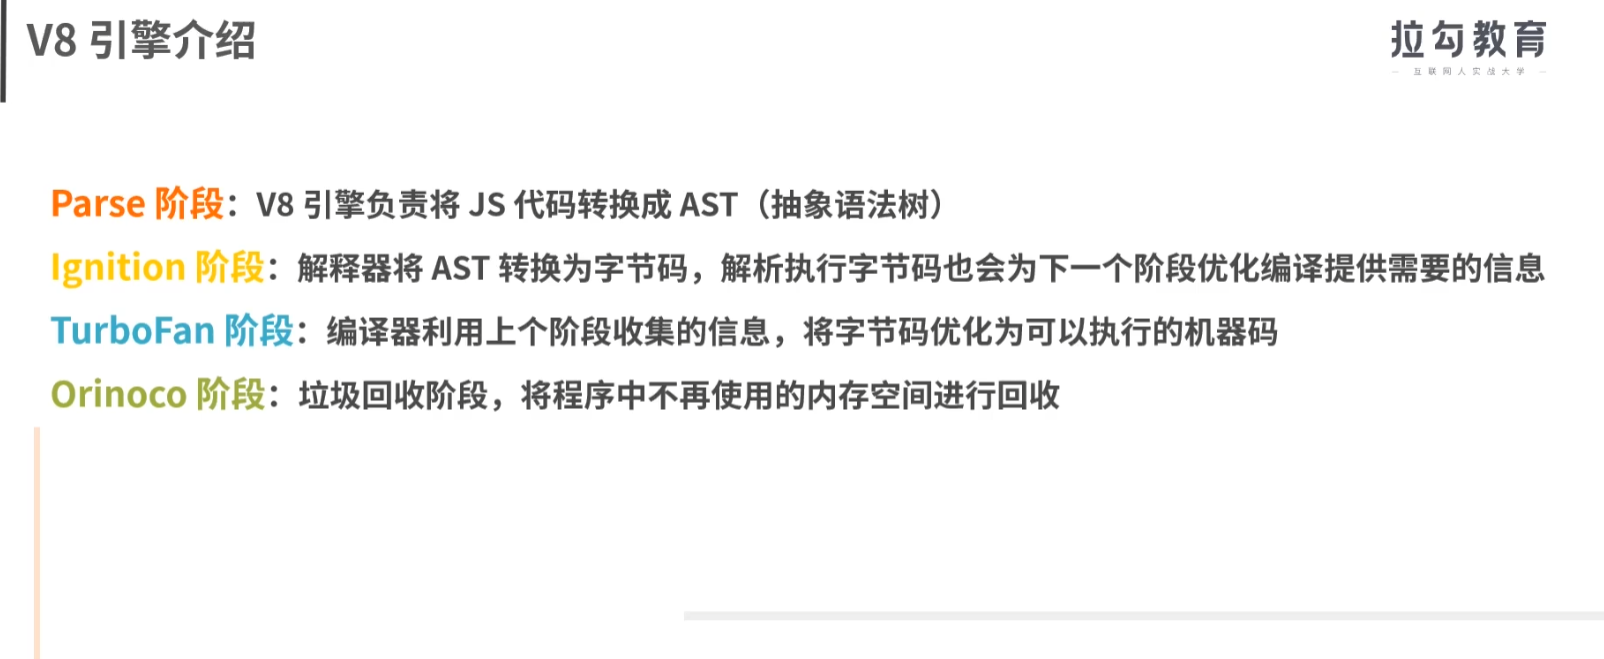 V8 引擎介绍
拉勾教育
— 互联网人实战大学 —
Parse 阶段：V8 引擎负责将 JS 代码转换成 AST（抽象语法树）
Ignition 阶段：解释器将 AST 转换为字节码，解析执行字节码也会为下一个阶段优化编译提供需要的信息
TurboFan 阶段：编译器利用上个阶段收集的信息，将字节码优化为可以执行的机器码
Orinoco 阶段：垃圾回收阶段，将程序中不再使用的内存空间进行回收